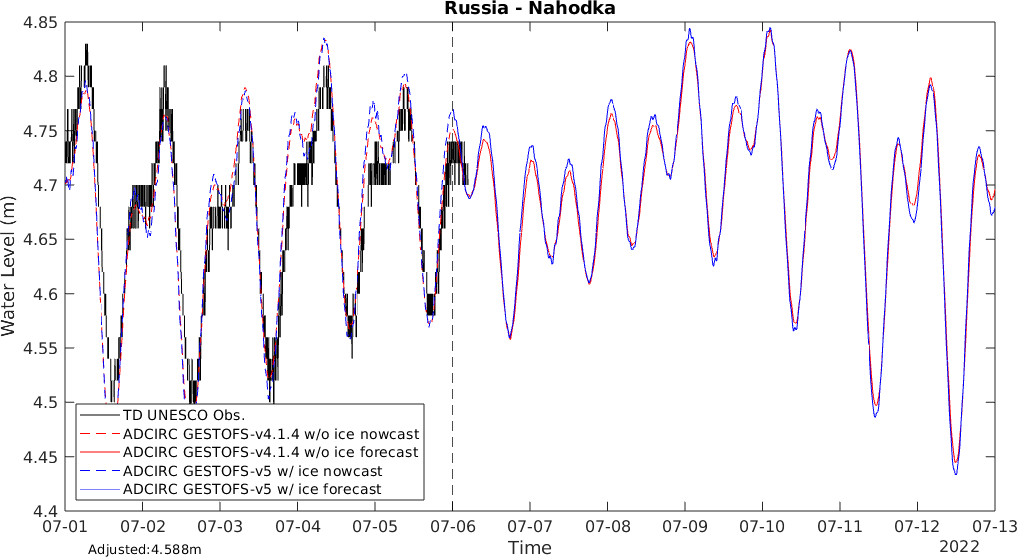 Russia - Nahodka
Water Level (m)
4.85
4.8
4.75
4.7
4.65
4.6
4.55
4.5
4.45
4.4
TD UNESCO Obs.
ADCIRC GESTOFS-v4.1.4 w/o ice nowcast
ADCIRC GESTOFS-v4.1.4 w/o ice forecast
ADCIRC GESTOFS-v5 w/ ice nowcast
ADCIRC GESTOFS-v5 w/ ice forecast
07-01 07-02 07-03 07-04 07-05 07-06 07-07 07-08 07-09 07-10 07-11 07-12 07-13
Adjusted:4.588m
Time
2022